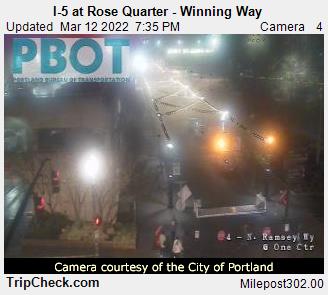 I-5 at Rose Quarter - Winning Way
Updated Mar 12 2022 7:35 PM Camera 4
PBOT
PORTLAND BUREAU OF TRANSPORTATION
4 - N. Ramsey Wy
@ One Ctr
Camera courtesy of the City of Portland
TripCheck.com Milepost302.00